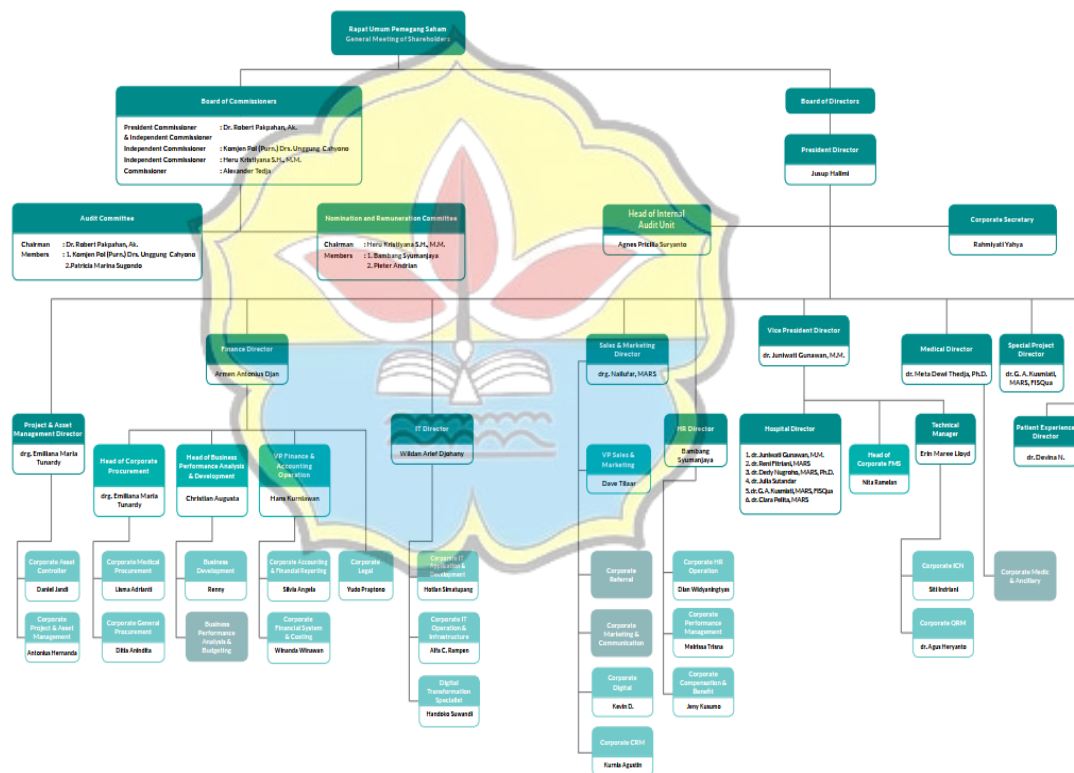 Rapat Umum Pemegang Saham
General Meeting of Shareholders
Board of Commissioners
President Commissioner : Dr. Robert Pakpahan, Ak.
& Independent Commissioner
Independent Commissioner : Komjen Pol (Purn.) Drs. Unggung Cahyono
Independent Commissioner : Heru Kristiyana S.H., M.M.
Commissioner : Alexander Tedja
Board of Directors
President Director
Jusup Halimi
Audit Committee
Chairman : Dr. Robert Pakpahan, Ak.
Members : 1. Komjen Pol (Purn.) Drs. Unggung Cahyono
2.Patricia Marina Sugondo
Nomination and Remuneration Committee
Chairman : Heru Kristiyana S.H., M.M.
Members : 1. Bambang Syumanjaya
2. Pieter Andrian
Head of Internal
Audit Unit
Agnes Pricilla Suryanto
Corporate Secretary
Rahmiyati Yahya
Finance Director
Armen Antonius Djan
Sales & Marketing
Director
drg. Nailufar, MARS
Vice President Director
dr. Juniwati Gunawan, M.M.
Medical Director
dr. Meta Dewi Thedja, Ph.D.
Special Project
Director
dr. G. A. Kusmiati,
MARS, FISQua
Project & Asset
Management Director
drg. Emiliana Maria
Tunardy
Head of Corporate
Procurement
drg. Emiliana Maria
Tunardy
Head of Business
Performance Analysis
& Development
Christian Augusta
VP Finance &
Accounting
Operation
Hans Kurniawan
IT Director
Wildan Arief Djohany
VP Sales &
Marketing
Dave Tilaar
HR Director
Bambang
Syumanjaya
Hospital Director
1. dr. Juniwati Gunawan, M.M.
2. dr. Reni Fitriani, MARS
3. dr. Dedy Nugroho, MARS, Ph.D.
4. dr. Julia Sutandar
5. dr. G. A. Kusmiati, MARS, FISQua
6. dr. Clara Pelita, MARS
Head of
Corporate FMS
Nita Ramelan
Technical
Manager
Erin Maree Lloyd
Patient Experience
Director
dr. Devina N.
Corporate Asset
Controller
Daniel Jandi
Corporate Medical
Procurement
Lisma Adrianti
Business
Development
Renny
Corporate Accounting
& Financial Reporting
Silvia Angela
Corporate
Legal
Yudo Praptono
Corporate IT
Application &
Development
Hotlan Simatupang
Corporate
Referral
Corporate HR
Operation
Dian Widyaningtyas
Corporate ICN
Siti Indriani
Corporate Medic
& Ancillary
Corporate
Project & Asset
Management
Antonius Hernanda
Corporate General
Procurement
Ditia Anindita
Business
Performance
Analysis &
Budgeting
Corporate
Financial System
& Costing
Winanda Winawan
Corporate IT
Operation &
Infrastructure
Alfa C. Rampen
Corporate
Marketing &
Communication
Corporate
Performance
Management
Meirissa Trisna
Corporate QRM
dr. Agus Heryanto
Digital
Transformation
Specialist
Handoko Suwandi
Corporate
Digital
Kevin D.
Corporate
Compensation &
Benefit
Jeny Kusumo
Corporate CRM
Kurnia Agustin